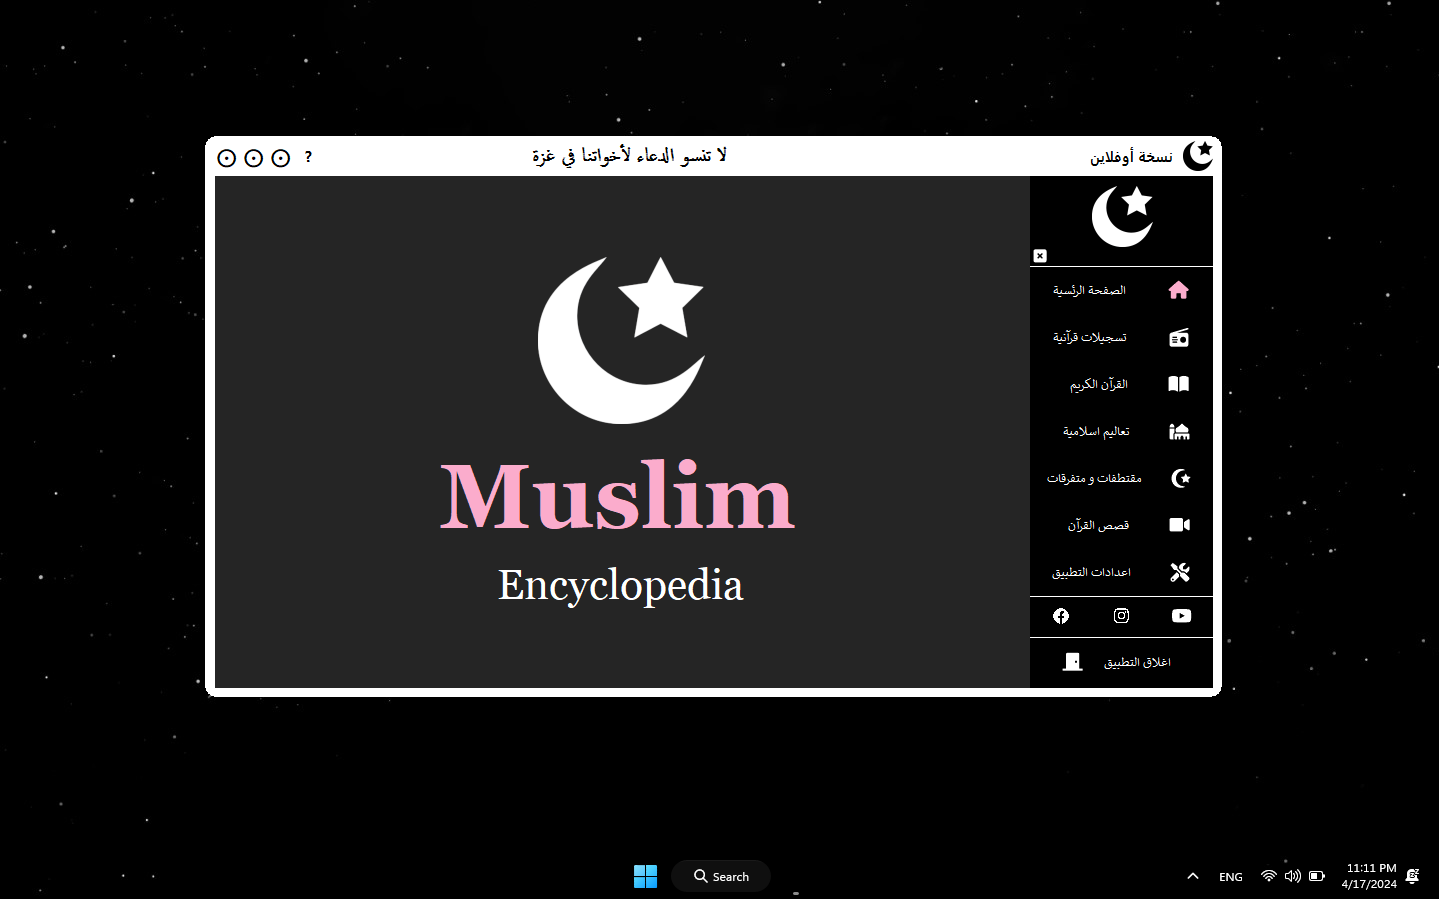 نسخة أوفلاين
لا تنسو الدعاء لأخواتنا في غزة
?
Muslim
Encyclopedia
الصفحة الرئسية
تسجيلات قرآنية
القرآن الكريم
تعاليم اسلامية
مقتطفات و متفرقات
قصص القرآن
اعدادات التطبيق
اغلاق التطبيق
Search
ENG
11:11 PM
4/17/2024